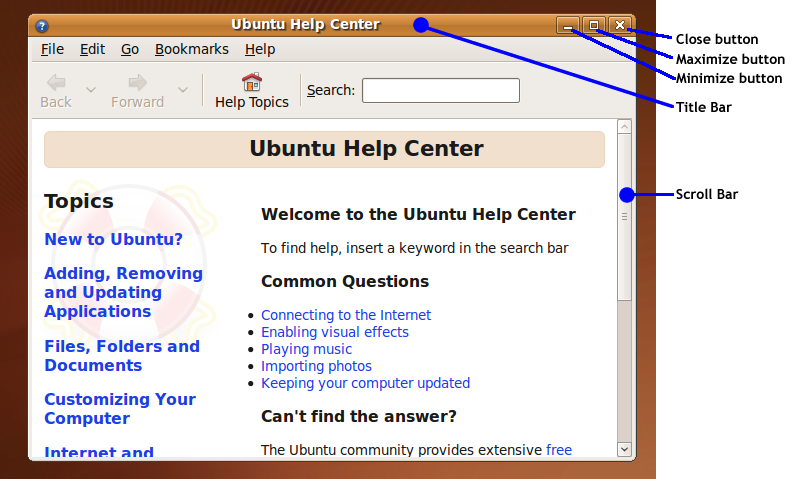 Ubuntu Help Center
File Edit Go Bookmarks Help
Back Forward Help Topics Search:
Close button
Maximize button
Minimize button
Title Bar
Scroll Bar
Ubuntu Help Center
Topics
New to Ubuntu?
Adding, Removing
and Updating
Applications
Files, Folders and
Documents
Customizing Your
Computer
Internet and
Welcome to the Ubuntu Help Center
To find help, insert a keyword in the search bar
Common Questions
Connecting to the Internet
Enabling visual effects
Playing music
Importing photos
Keeping your computer updated
Can't find the answer?
The Ubuntu community provides extensive free